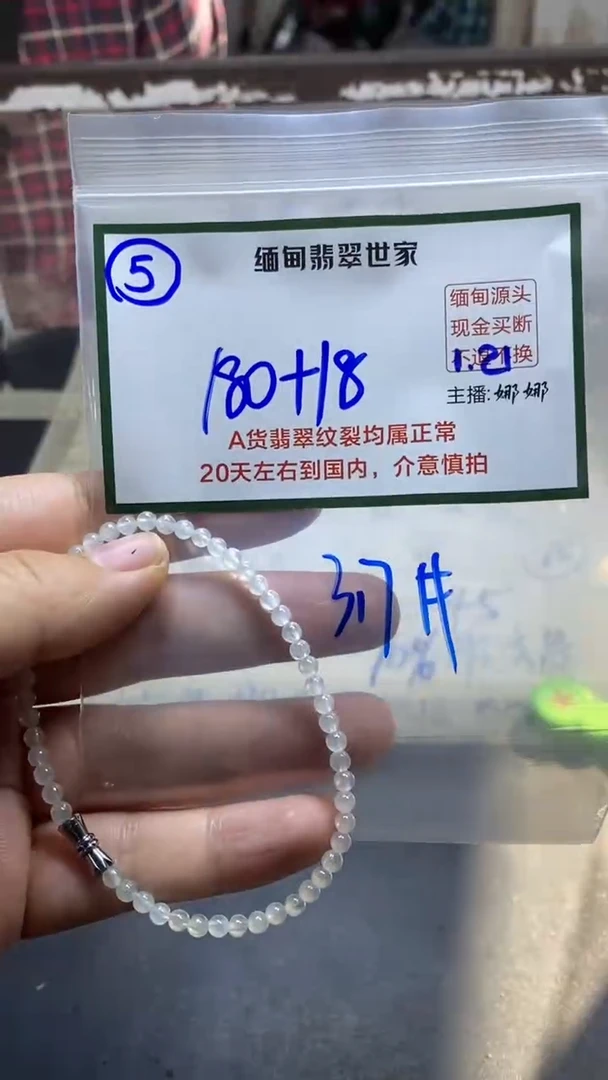 ⑤
缅甸翡翠世家
缅甸源头
现金买断
不退不换
1.21
180+18
主播:娜娜
A货翡翠纹裂均属正常
20天左右到国内，介意慎拍